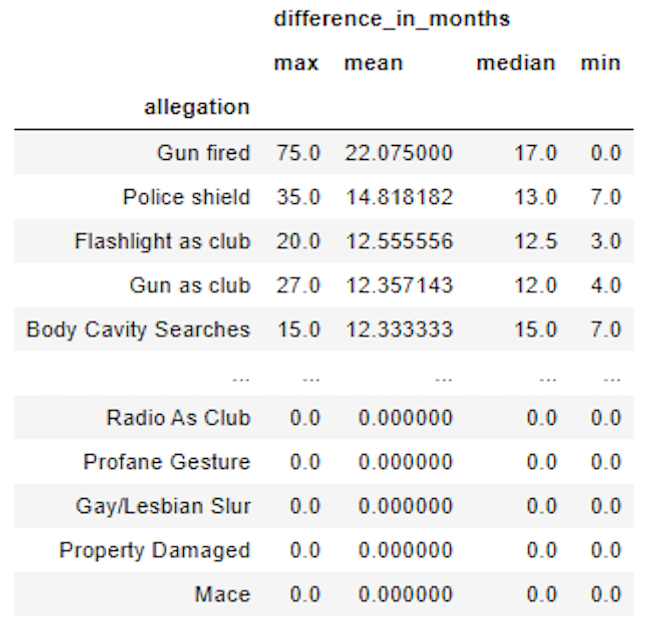 difference_in_months
max mean median min
allegation
Gun fired 75.0 22.075000 17.0 0.0
Police shield 35.0 14.818182 13.0 7.0
Flashlight as club 20.0 12.555556 12.5 3.0
Gun as club 27.0 12.357143 12.0 4.0
Body Cavity Searches 15.0 12.333333 15.0 7.0
... ... ... ... ...
Radio As Club 0.0 0.000000 0.0 0.0
Profane Gesture 0.0 0.000000 0.0 0.0
Gay/Lesbian Slur 0.0 0.000000 0.0 0.0
Property Damaged 0.0 0.000000 0.0 0.0
Mace 0.0 0.000000 0.0 0.0